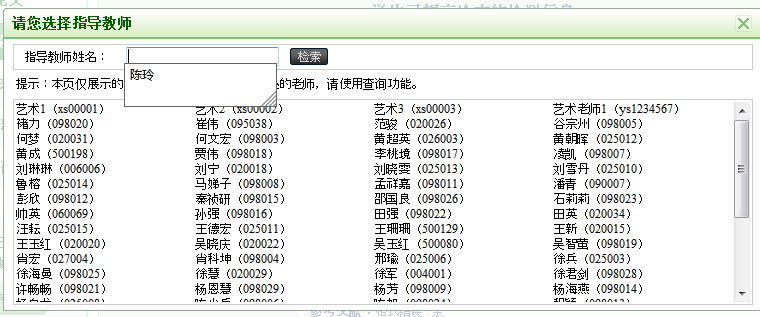 请您选择指导教师
指导教师姓名： 检索
陈玲
提示：本页仅展示的 的老师，请使用查询功能。
艺术1（xs00001） 艺术2（xs00002） 艺术3（xs00003） 艺术老师1（ys1234567）
褚力（098020） 崔伟（095038） 范骏（020026） 谷宗州（098005）
何梦（020031） 何文宏（098003） 黄超英（026003） 黄朝晖（025012）
黄成（500198） 贾伟（098018） 李桃境（098017） 凌凯（098007）
刘琳琳（006006） 刘宁（020018） 刘晓雯（025013） 刘雪丹（025010）
鲁榕（025014） 马娣子（098008） 孟祥嘉（098011） 潘青（090007）
彭欣（098012） 秦祯研（098015） 邵国良（098026） 石莉莉（098023）
帅英（060069） 孙强（098016） 田强（098022） 田英（020034）
汪耘（025015） 王德宏（025011） 王珊珊（500129） 王新（020015）
王玉红（020020） 吴晓庆（020022） 吴玉红（500080） 吴智萤（098019）
肖宏（027004） 肖科坤（098004） 邢瑜（025006） 徐兵（025003）
徐海曼（098025） 徐慧（020029） 徐军（004001） 徐君剑（098028）
许畅畅（098021） 杨恩慧（098029） 杨芳（098009） 杨海燕（098014）